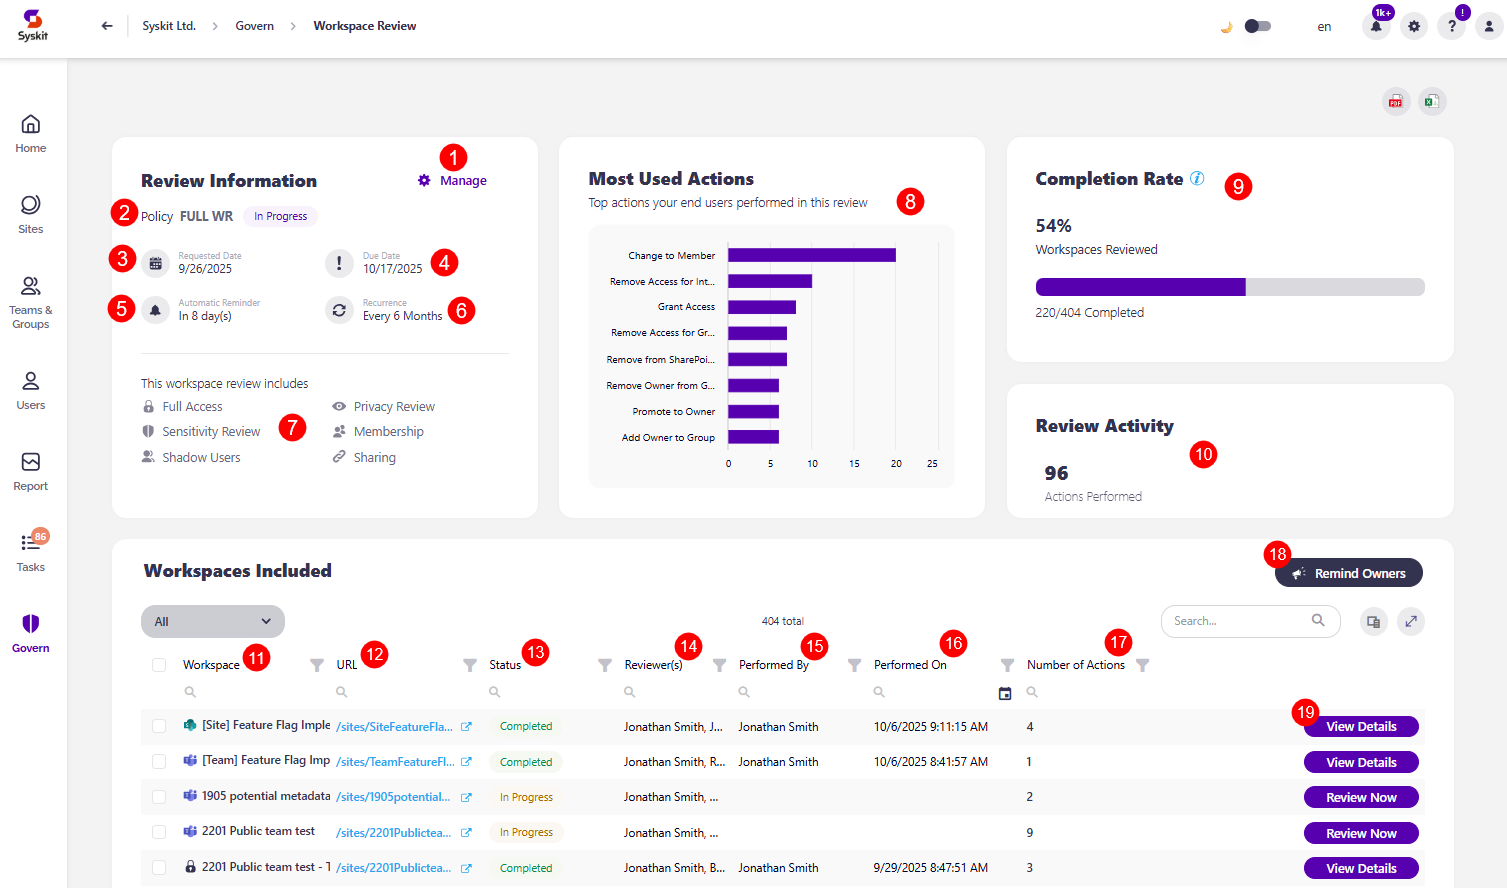 Syskit
Syskit Ltd. > Govern > Workspace Review
en
1k+
?
!
Home
Sites
Teams &
Groups
Users
Report
86
Tasks
Govern
PDF
Review Information
1
Manage
2
Policy FULL WR In Progress
3
Requested Date
9/26/2025
Due Date
10/17/2025
4
5
Automatic Reminder
In 8 day(s)
Recurrence
Every 6 Months
6
This workspace review includes
Full Access
Privacy Review
Sensitivity Review
7
Membership
Shadow Users
Sharing
Most Used Actions
Top actions your end users performed in this review
8
Change to Member
Remove Access for Int...
Grant Access
Remove Access for Gr...
Remove from SharePoi...
Remove Owner from G...
Promote to Owner
Add Owner to Group
0 5 10 15 20 25
Completion Rate
9
54%
Workspaces Reviewed
220/404 Completed
Review Activity
10
96
Actions Performed
Workspaces Included
18
Remind Owners
All
404 total
Search...
Workspace 11 URL 12 Status 13 Reviewer(s) 14 Performed By 15 Performed On 16 Number of Actions 17
[Site] Feature Flag Imple /sites/SiteFeatureFla... Completed Jonathan Smith, J... Jonathan Smith 10/6/2025 9:11:15 AM 4 19 View Details
[Team] Feature Flag Imp /sites/TeamFeatureFl... Completed Jonathan Smith, R... Jonathan Smith 10/6/2025 8:41:57 AM 1 View Details
1905 potential metadata /sites/1905potential... In Progress Jonathan Smith, ... 2 Review Now
2201 Public team test /sites/2201Publictea... In Progress Jonathan Smith, ... 9 Review Now
2201 Public team test - T /sites/2201Publictea... Completed Jonathan Smith, B... Jonathan Smith 9/29/2025 8:47:51 AM 3 View Details